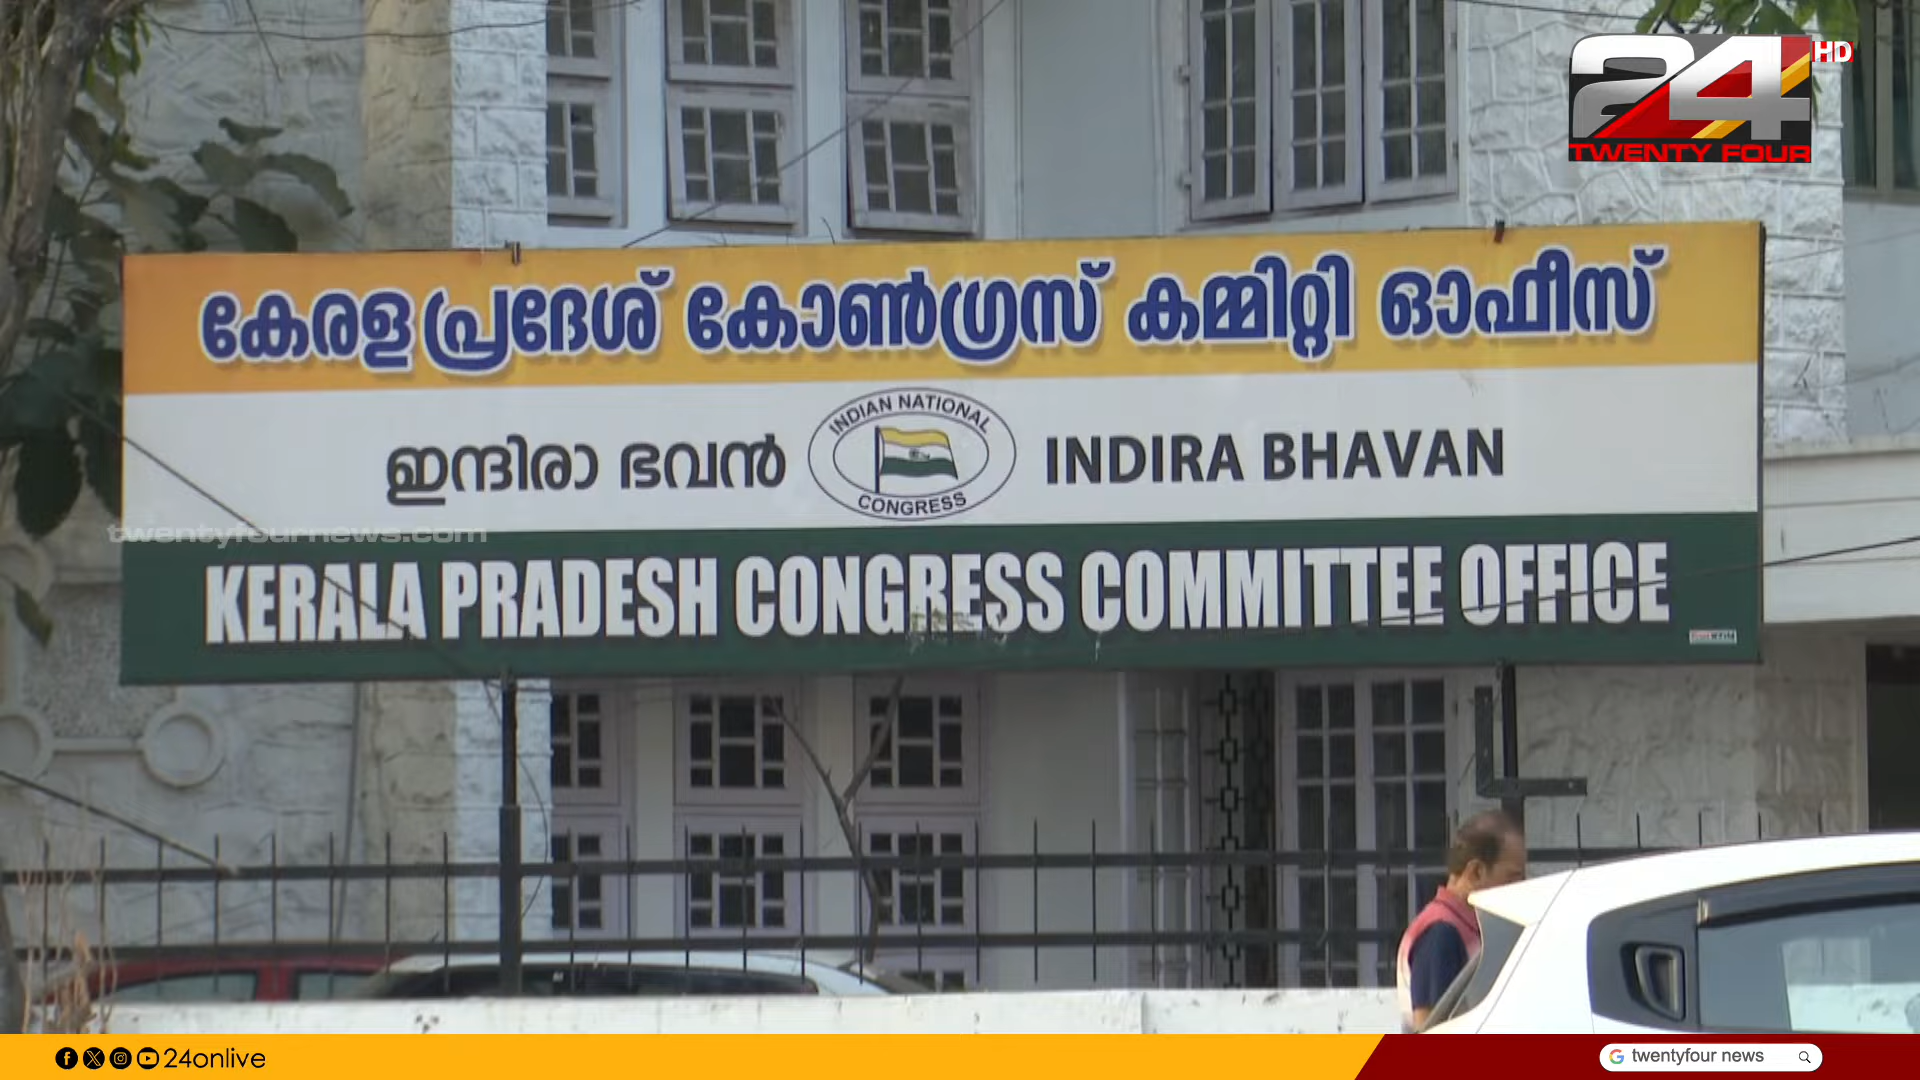 24 HD
TWENTY FOUR
കേരള പ്രദേശ് കോൺഗ്രസ് കമ്മിറ്റി ഓഫീസ്
ഇന്ദിരാ ഭവൻ
INDIAN NATIONAL
CONGRESS
INDIRA BHAVAN
twentyfournews.com
KERALA PRADESH CONGRESS COMMITTEE OFFICE
24onlive
twentyfour news